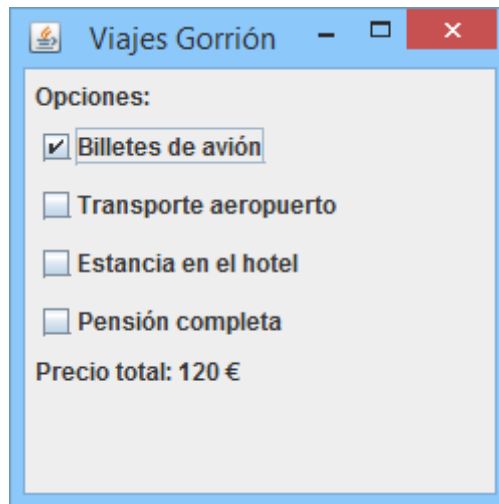 Viajes Gorrión
Opciones:
Billetes de avión
Transporte aeropuerto
Estancia en el hotel
Pensión completa
Precio total: 120 €